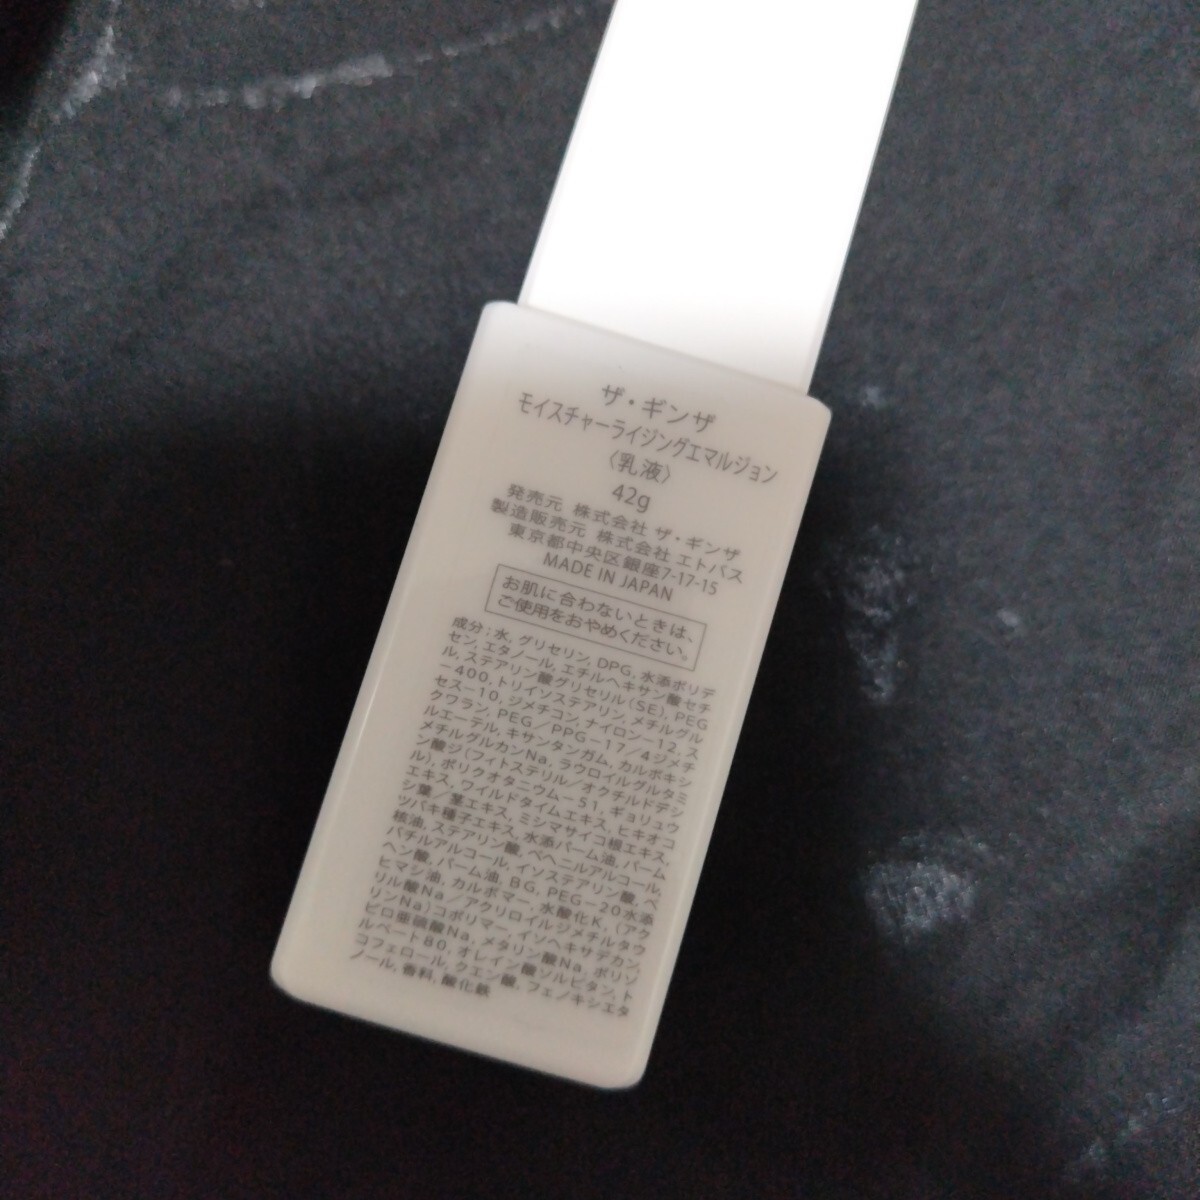 ザ・ギンザ
モイスチャーライジングエマルジョン
〈乳液〉
42g
発売元 株式会社 ザ・ギンザ
製造販売元 株式会社 エトバス
東京都中央区銀座7-17-15
MADE IN JAPAN
お肌に合わないときは、
ご使用をおやめください。
成分：水, グリセリン, DPG, 水添ポリデ
セン, エタノール, エチルヘキサン酸セチ
ル, ステアリン酸グリセリル(SE), PEG
－400, トリイソステアリン, メチルグル
セス－10, ジメチコン, ナイロン－12, ス
クワラン, PEG／PPG－17／4ジメチ
ルエーテル, キサンタンガム, カルボキシ
メチルグルカンNa, ラウロイルグルタミ
ン酸ジ(フィトステリル／オクチルドデシ
ル), ポリクオタニウム－51, ギョリュウ
エキス, ワイルドタイムエキス, ヒキオコ
シ葉／茎エキス, ミシマサイコ根エキス,
ツバキ種子エキス, 水添パーム油, パーム
核油, ステアリン酸, ベヘニルアルコール,
バチルアルコール, イソステアリン酸, ベ
ヘン酸, パーム油, BG, PEG－20水添
ヒマシ油, カルボマー, 水酸化K, (アク
リル酸Na／アクリロイルジメチルタウ
リンNa)コポリマー, イソヘキサデカン,
ピロ亜硫酸Na, メタリン酸Na, ポリソ
ルベート80, オレイン酸ソルビタン, ト
コフェロール, クエン酸, フェノキシエタ
ノール, 香料, 酸化鉄